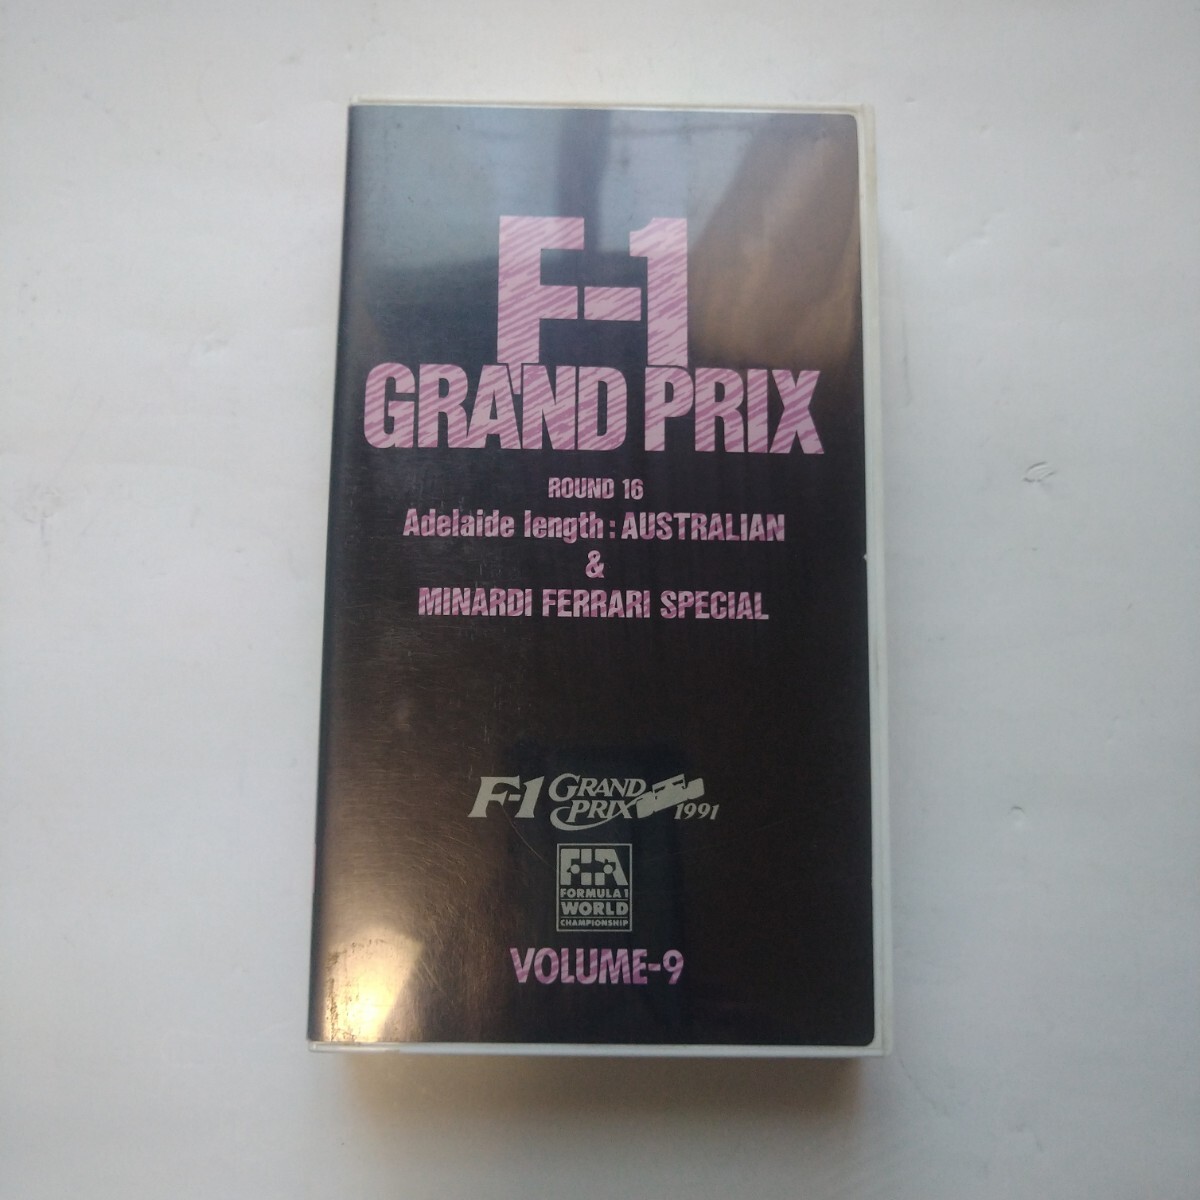 F-1
GRAND PRIX
ROUND 16
Adelaide length : AUSTRALIAN
&
MINARDI FERRARI SPECIAL
F-1 GRAND PRIX 1991
FIA
FORMULA 1
WORLD
CHAMPIONSHIP
VOLUME-9